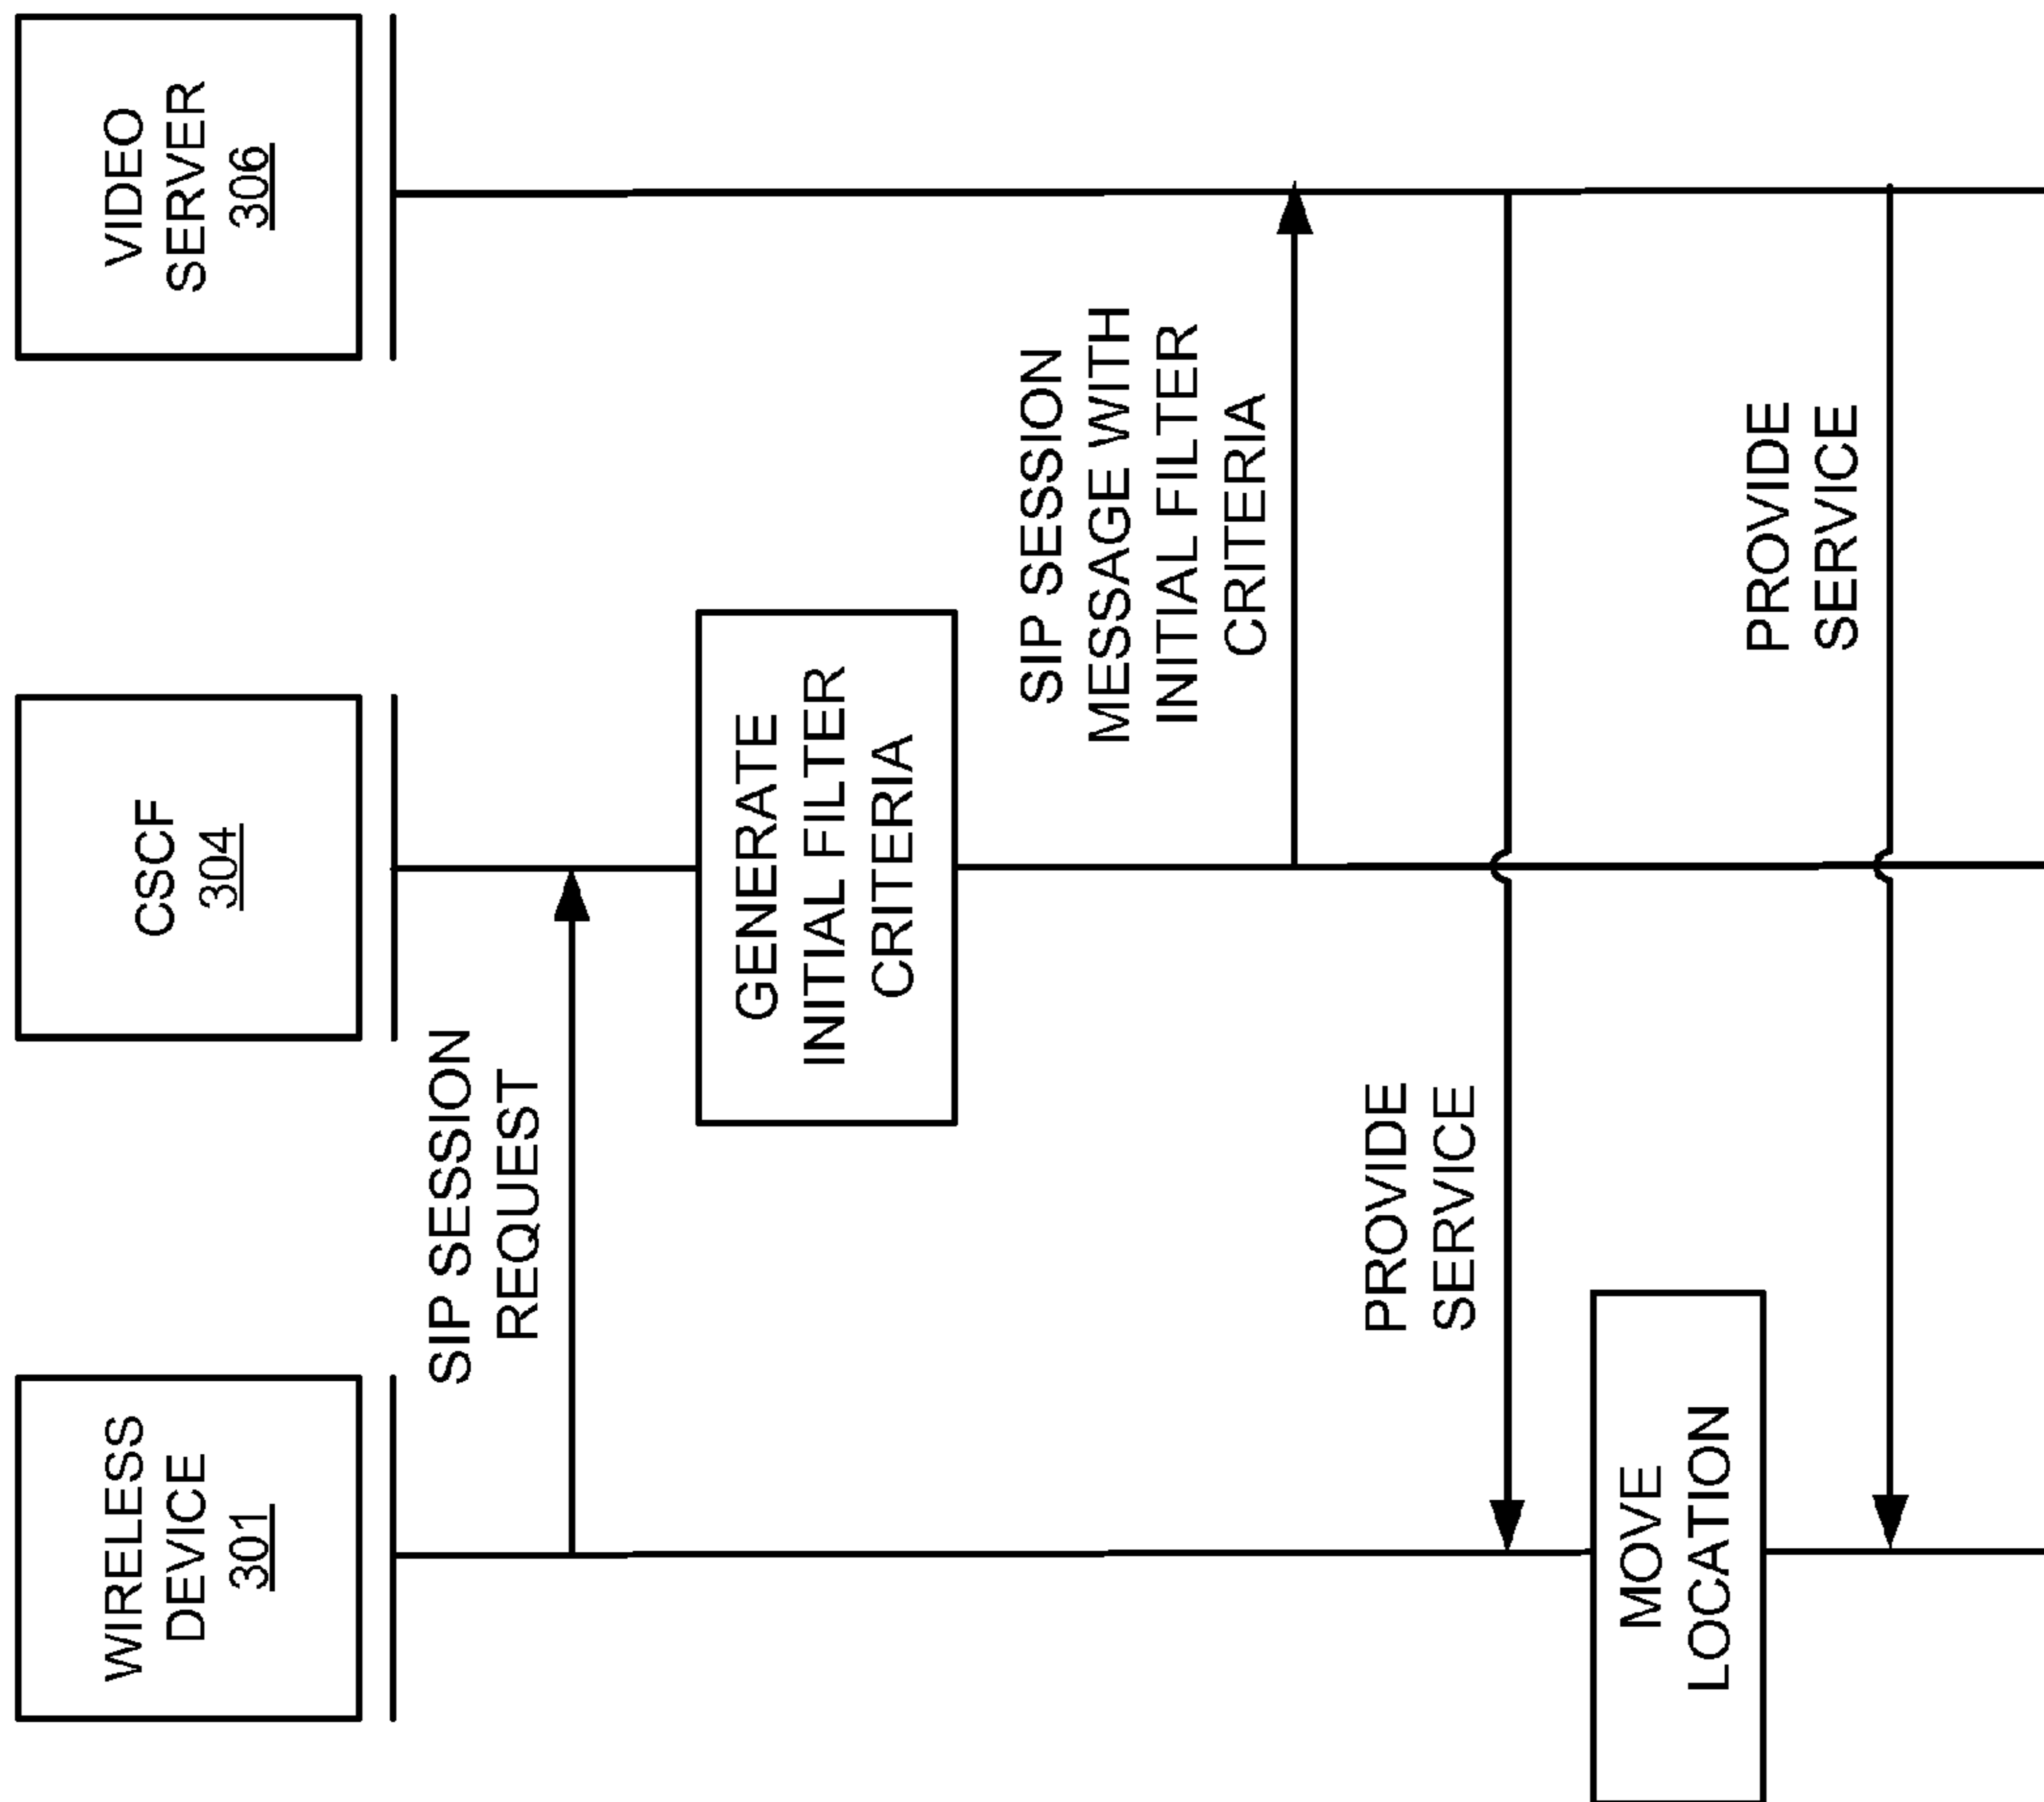 WIRELESS
DEVICE
301
CSCF
304
VIDEO
SERVER
306
SIP SESSION
REQUEST
GENERATE
INITIAL FILTER
CRITERIA
SIP SESSION
MESSAGE WITH
INITIAL FILTER
CRITERIA
PROVIDE
SERVICE
MOVE
LOCATION
PROVIDE
SERVICE